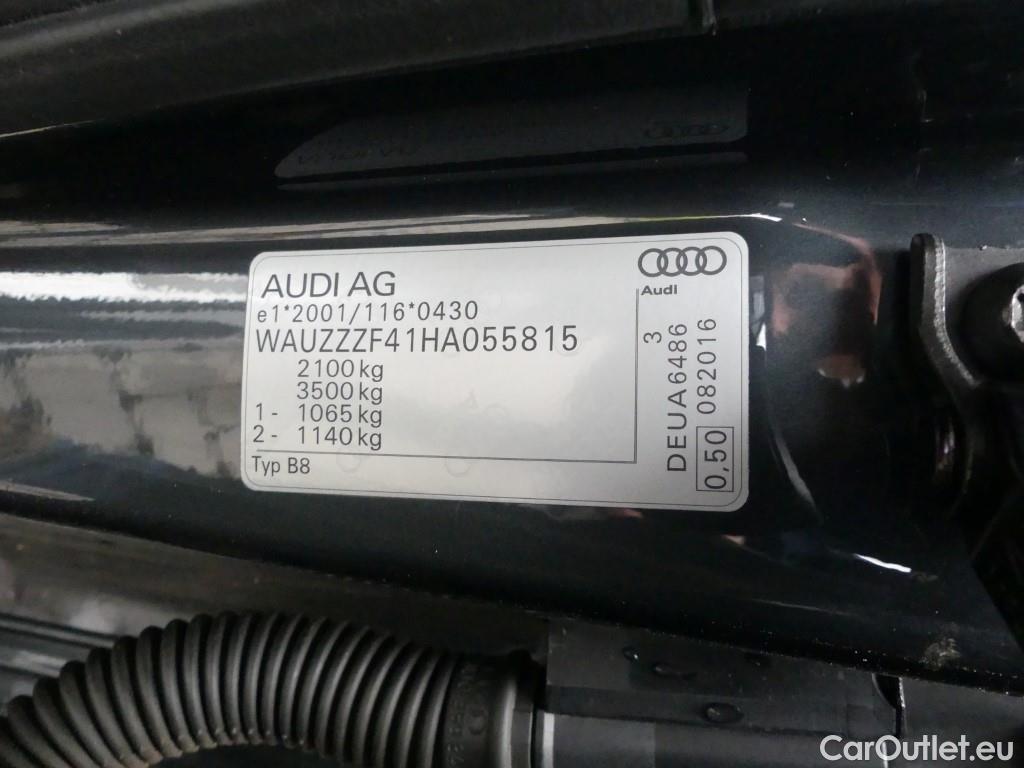 AUDI AG
Audi
e1*2001/116*0430
WAUZZZF41HA055815
2100 kg
3500 kg
1- 1065 kg
2- 1140 kg
Typ B8
DEUA6486 3
0,50 082016
CarOutlet.eu